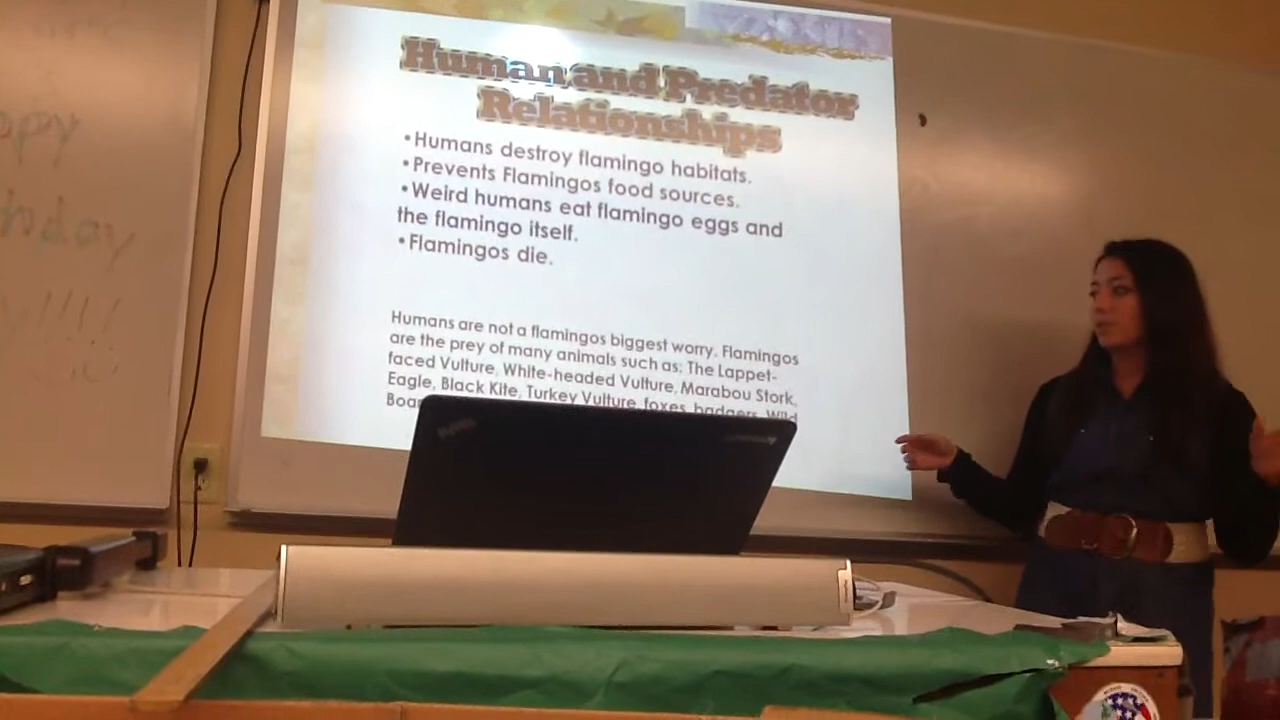 Human and Predator
Relationships
•Humans destroy flamingo habitats.
•Prevents Flamingos food sources.
•Weird humans eat flamingo eggs and
the flamingo itself.
•Flamingos die.
Humans are not a flamingos biggest worry. Flamingos
are the prey of many animals such as: The Lappet-
faced Vulture, White-headed Vulture, Marabou Stork,
Eagle, Black Kite, Turkey Vulture, foxes, badgers, Wild